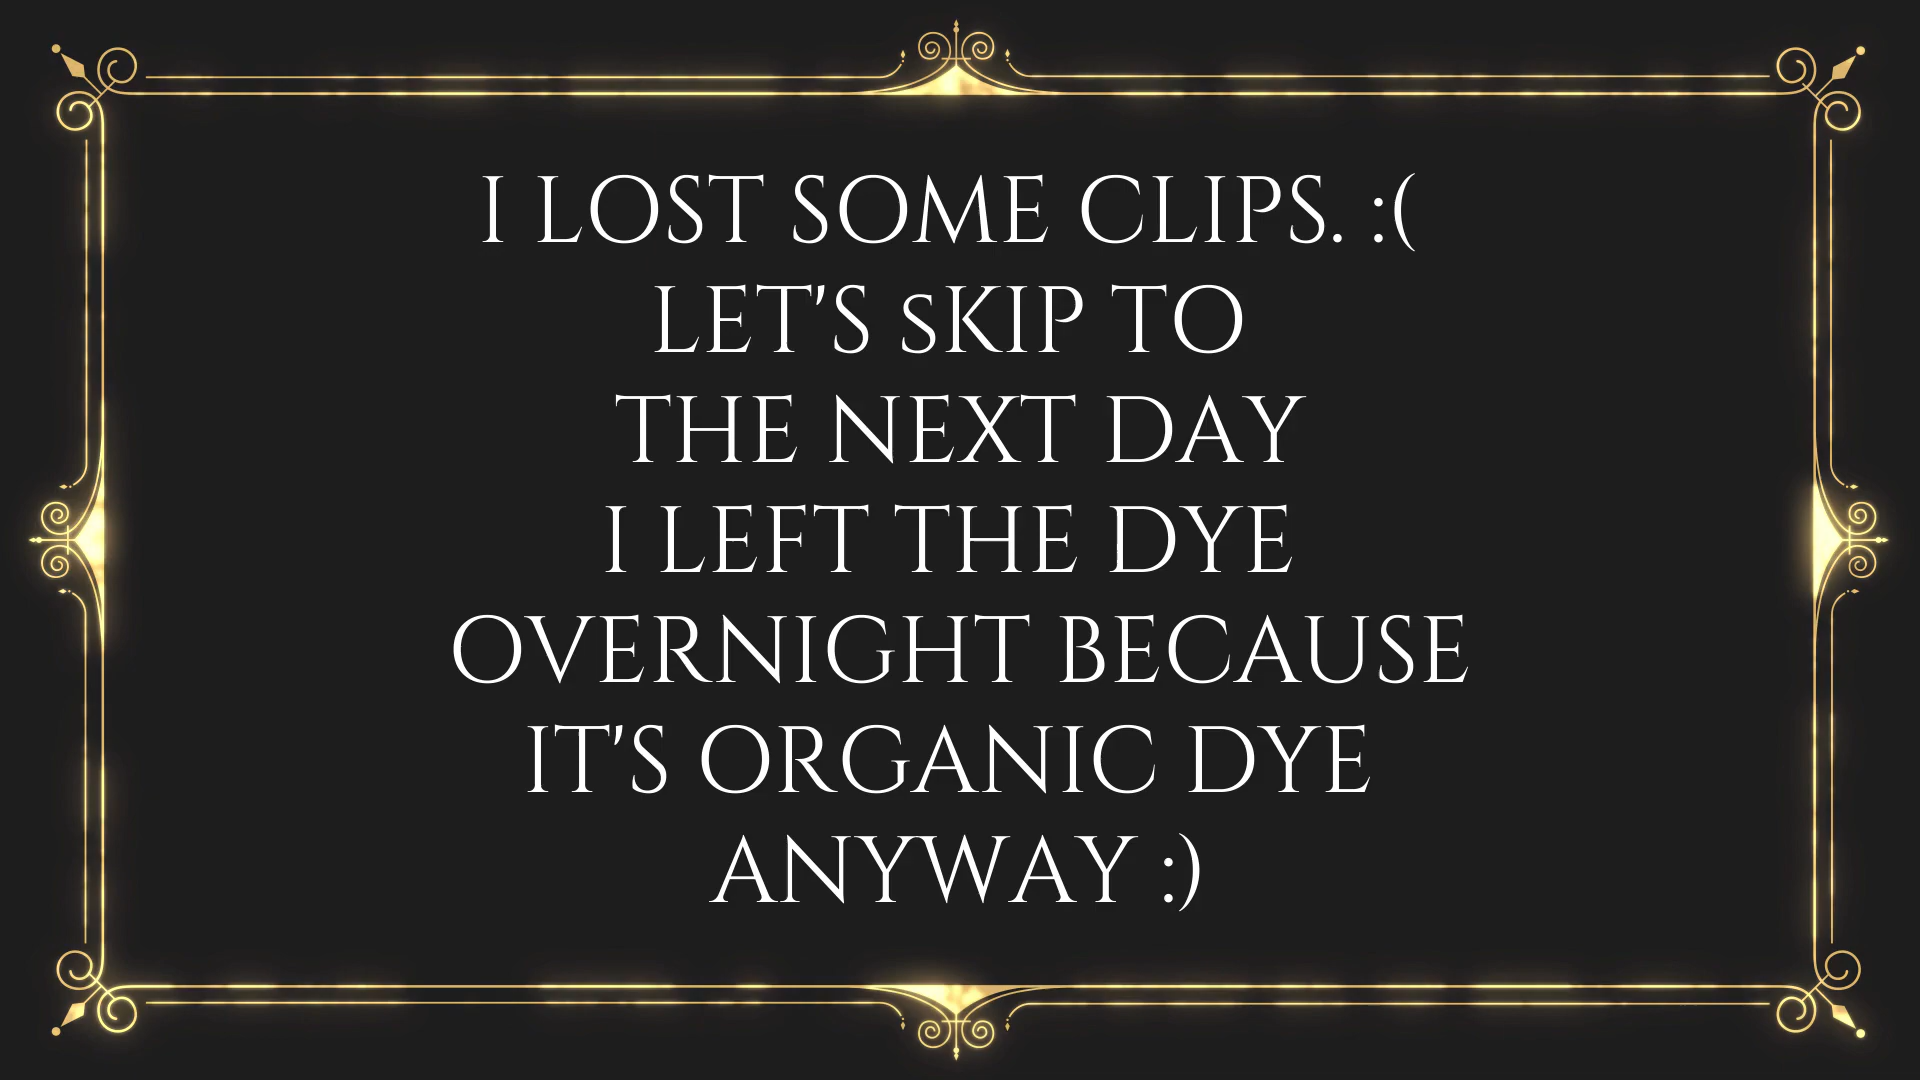 I LOST SOME CLIPS. :(
LET'S sKIP TO
THE NEXT DAY
I LEFT THE DYE
OVERNIGHT BECAUSE
IT'S ORGANIC DYE
ANYWAY :)